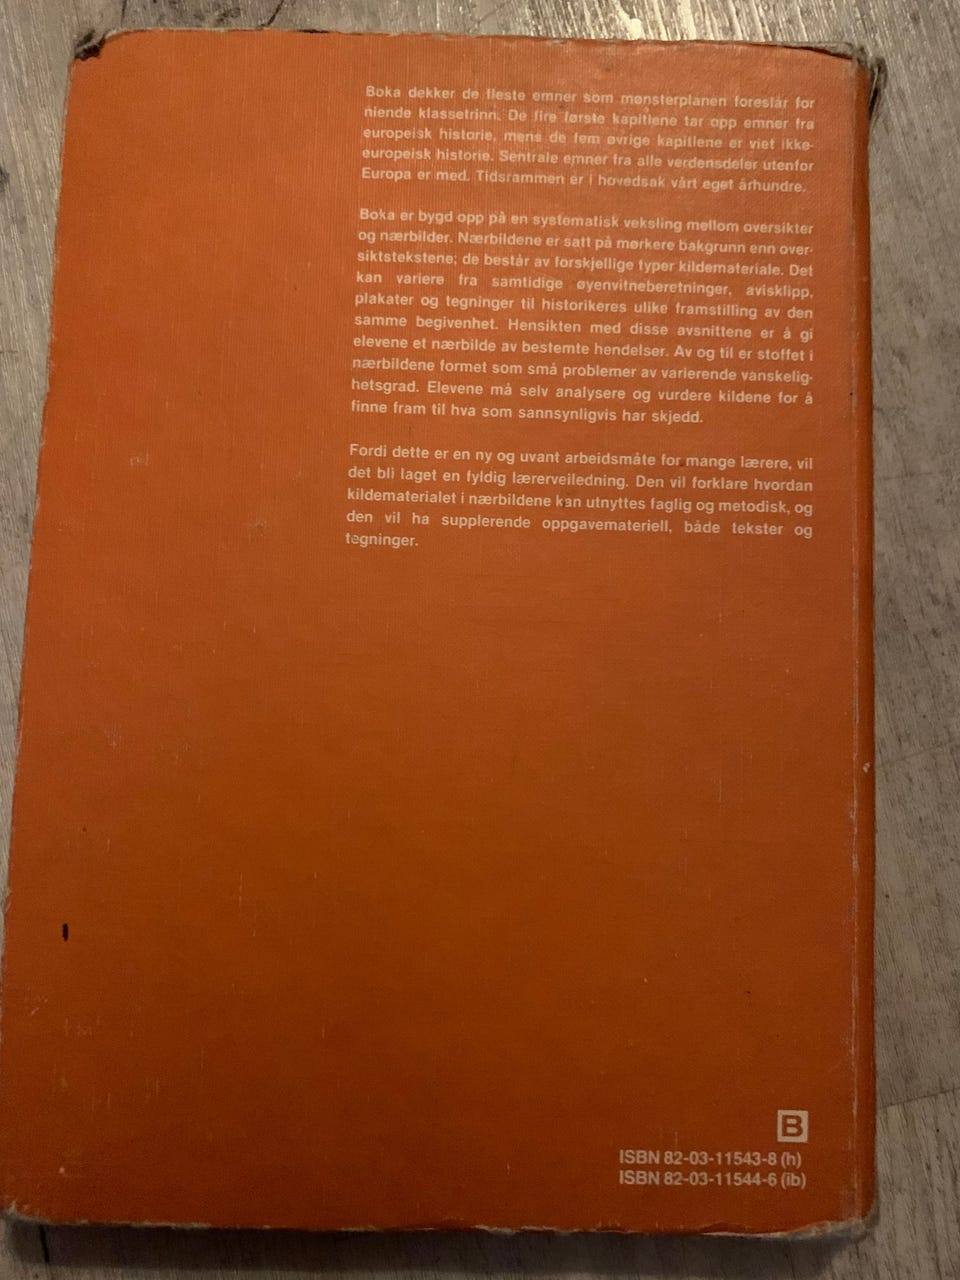 Boka dekker de fleste emner som mønsterplanen foreslår for
niende klassetrinn. De fire første kapitlene tar opp emner fra
europeisk historie, mens de fem øvrige kapitlene er viet ikke-
europeisk historie. Sentrale emner fra alle verdensdeler utenfor
Europa er med. Tidsrammen er i hovedsak vårt eget århundre.
Boka er bygd opp på en systematisk veksling mellom oversikter
og nærbilder. Nærbildene er satt på mørkere bakgrunn enn over-
siktstekstene; de består av forskjellige typer kildemateriale. Det
kan variere fra samtidige øyenvitneberetninger, avisklipp,
plakater og tegninger til historikeres ulike framstilling av den
samme begivenhet. Hensikten med disse avsnittene er å gi
elevene et nærbilde av bestemte hendelser. Av og til er stoffet i
nærbildene formet som små problemer av varierende vanskelig-
hetsgrad. Elevene må selv analysere og vurdere kildene for å
finne fram til hva som sannsynligvis har skjedd.
Fordi dette er en ny og uvant arbeidsmåte for mange lærere, vil
det bli laget en fyldig lærerveiledning. Den vil forklare hvordan
kildematerialet i nærbildene kan utnyttes faglig og metodisk, og
den vil ha supplerende oppgavemateriell, både tekster og
tegninger.
B
ISBN 82-03-11543-8 (h)
ISBN 82-03-11544-6 (ib)